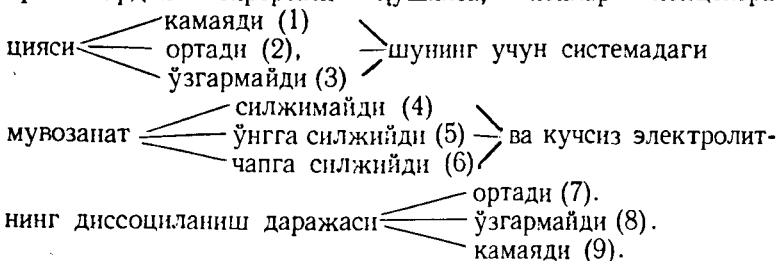 цияси
камаяди (1)
ортади (2),
ўзгармайди (3)
шунинг учун системадаги
мувозанат
силжимайди (4)
ўнгга силжийди (5)
чапга силжийди (6)
ва кучсиз электролит-
нинг диссоциланиш даражаси
ортади (7).
ўзгармайди (8).
камаяди (9).